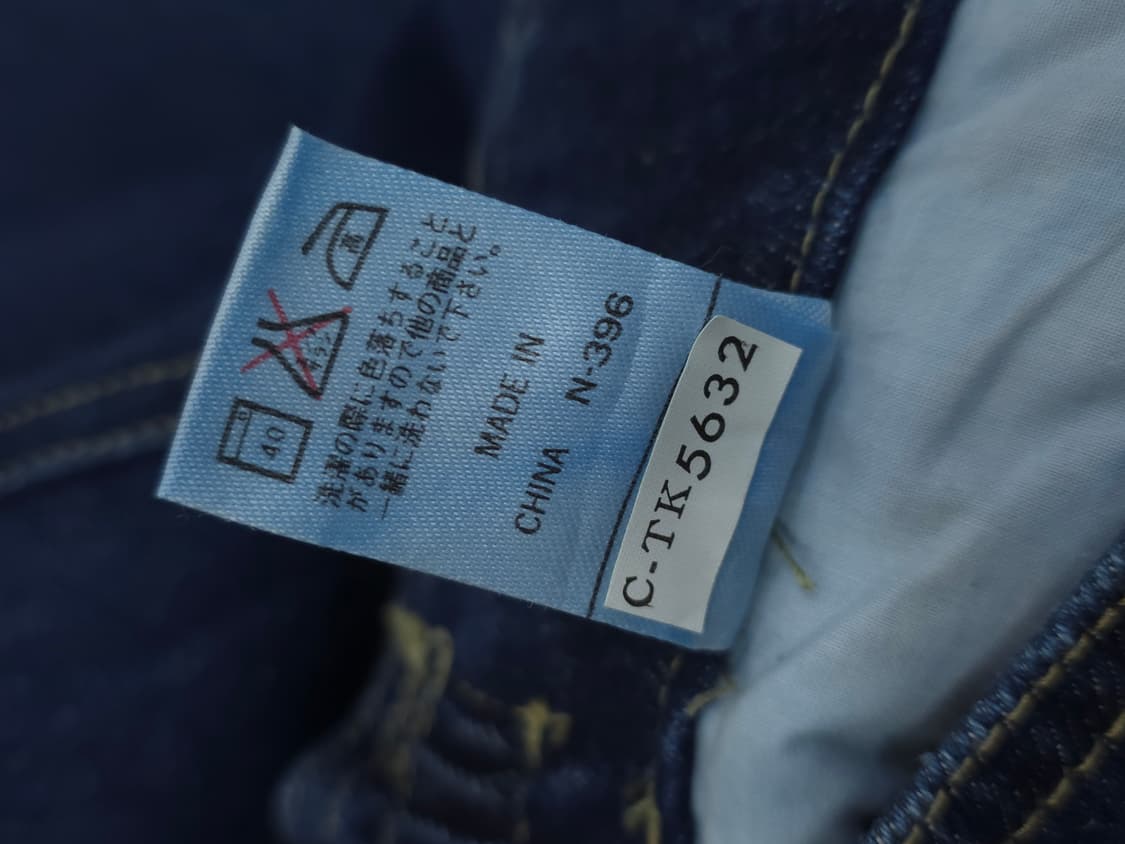 40
高
洗濯の際に色落ちすること
がありますので他の商品と
一緒に洗わないで下さい。
MADE IN
CHINA N-396
C-TK5632